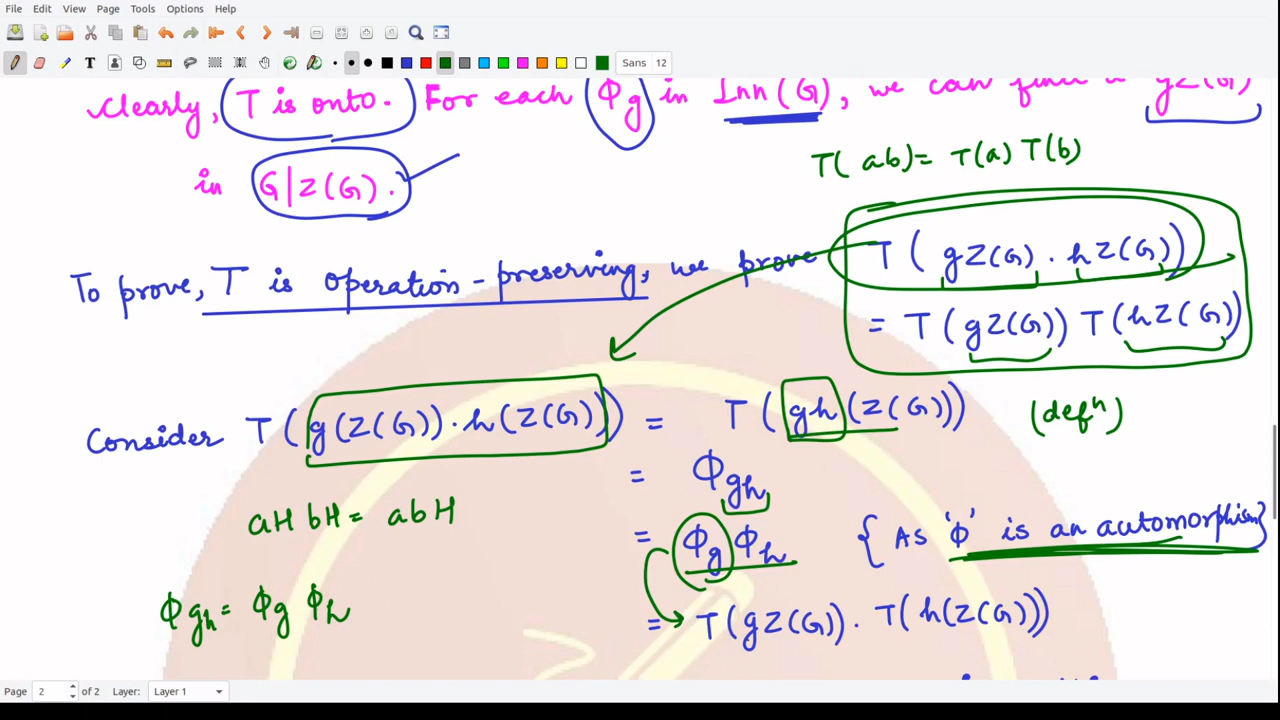 File Edit View Page Tools Options Help
Sans 12
Clearly, T is onto. For each Φg in Inn(G), we can find a gZ(G)
in G|Z(G).
T(ab) = T(a) T(b)
To prove, T is operation-preserving, we prove T(gZ(G) . hZ(G))
= T(gZ(G)) T(hZ(G))
Consider T(g(Z(G)) . h(Z(G))) = T(gh(Z(G))) (defⁿ)
= Φgh
aH bH = abH
= Φg Φh { As 'Φ' is an automorphism}
Φgh = Φg Φh
= T(gZ(G)) . T(h(Z(G)))
Page 2 of 2 Layer: Layer 1